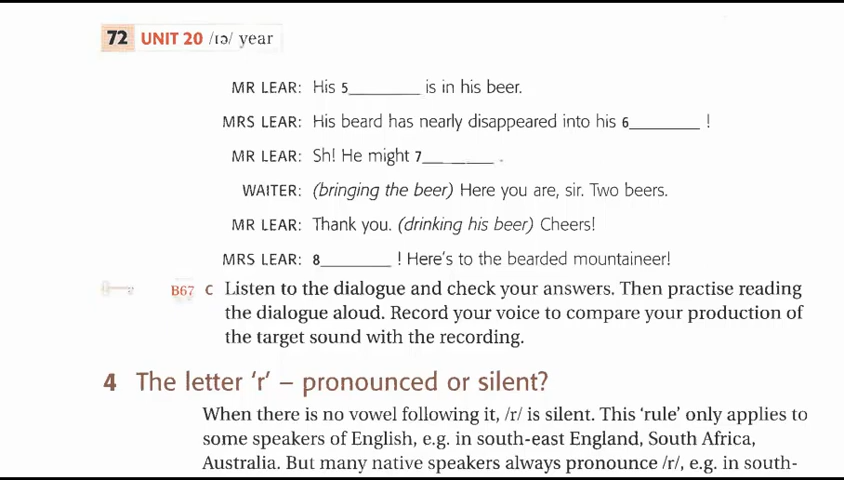 72 UNIT 20 /ɪə/ year
MR LEAR: His 5________ is in his beer.
MRS LEAR: His beard has nearly disappeared into his 6________ !
MR LEAR: Sh! He might 7________ .
WAITER: (bringing the beer) Here you are, sir. Two beers.
MR LEAR: Thank you. (drinking his beer) Cheers!
MRS LEAR: 8________ ! Here's to the bearded mountaineer!
B67 c Listen to the dialogue and check your answers. Then practise reading
the dialogue aloud. Record your voice to compare your production of
the target sound with the recording.
4 The letter 'r' – pronounced or silent?
When there is no vowel following it, /r/ is silent. This 'rule' only applies to
some speakers of English, e.g. in south-east England, South Africa,
Australia. But many native speakers always pronounce /r/, e.g. in south-